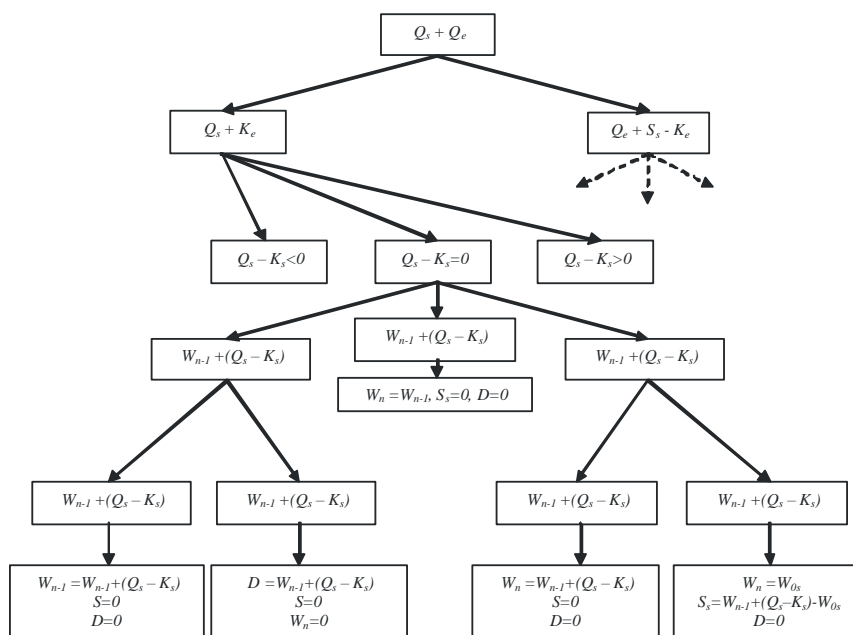 Qs + Qe
Qs + Ke
Qe + Ss - Ke
Qs – Ks<0
Qs – Ks=0
Qs – Ks>0
Wn-1 +(Qs – Ks)
Wn-1 +(Qs – Ks)
Wn-1 +(Qs – Ks)
Wn =Wn-1, Ss=0, D=0
Wn-1 +(Qs – Ks)
Wn-1 +(Qs – Ks)
Wn-1 +(Qs – Ks)
Wn-1 +(Qs – Ks)
Wn-1 =Wn-1+(Qs – Ks)
S=0
D=0
D =Wn-1+(Qs – Ks)
S=0
Wn=0
Wn =Wn-1+(Qs – Ks)
S=0
D=0
Wn =W0s
Ss=Wn-1+(Qs-Ks)-W0s
D=0